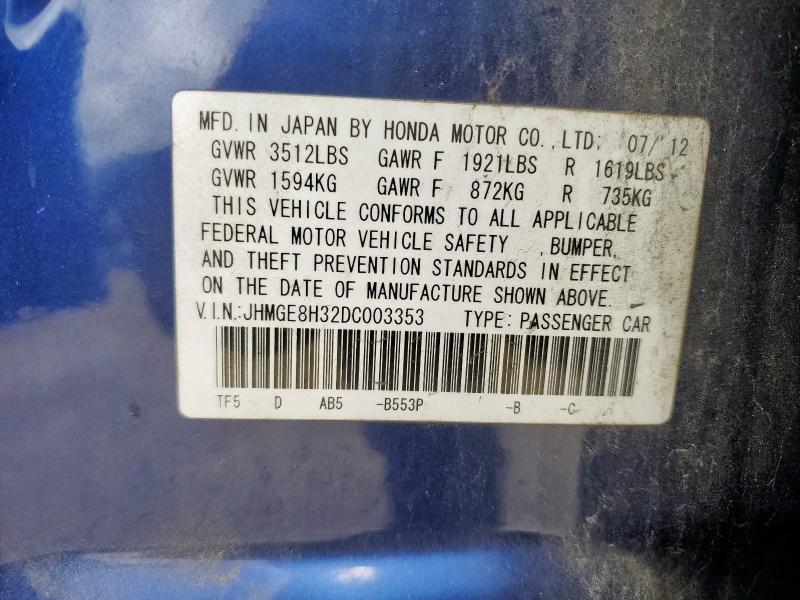 MFD. IN JAPAN BY HONDA MOTOR CO.,LTD. 07/ 12
GVWR 3512LBS GAWR F 1921LBS R 1619LBS
GVWR 1594KG GAWR F 872KG R 735KG
THIS VEHICLE CONFORMS TO ALL APPLICABLE
FEDERAL MOTOR VEHICLE SAFETY , BUMPER,
AND THEFT PREVENTION STANDARDS IN EFFECT
ON THE DATE OF MANUFACTURE SHOWN ABOVE.
V.I.N.:JHMGE8H32DC003353 TYPE: PASSENGER CAR
TF5 D AB5 -B553P -B -C